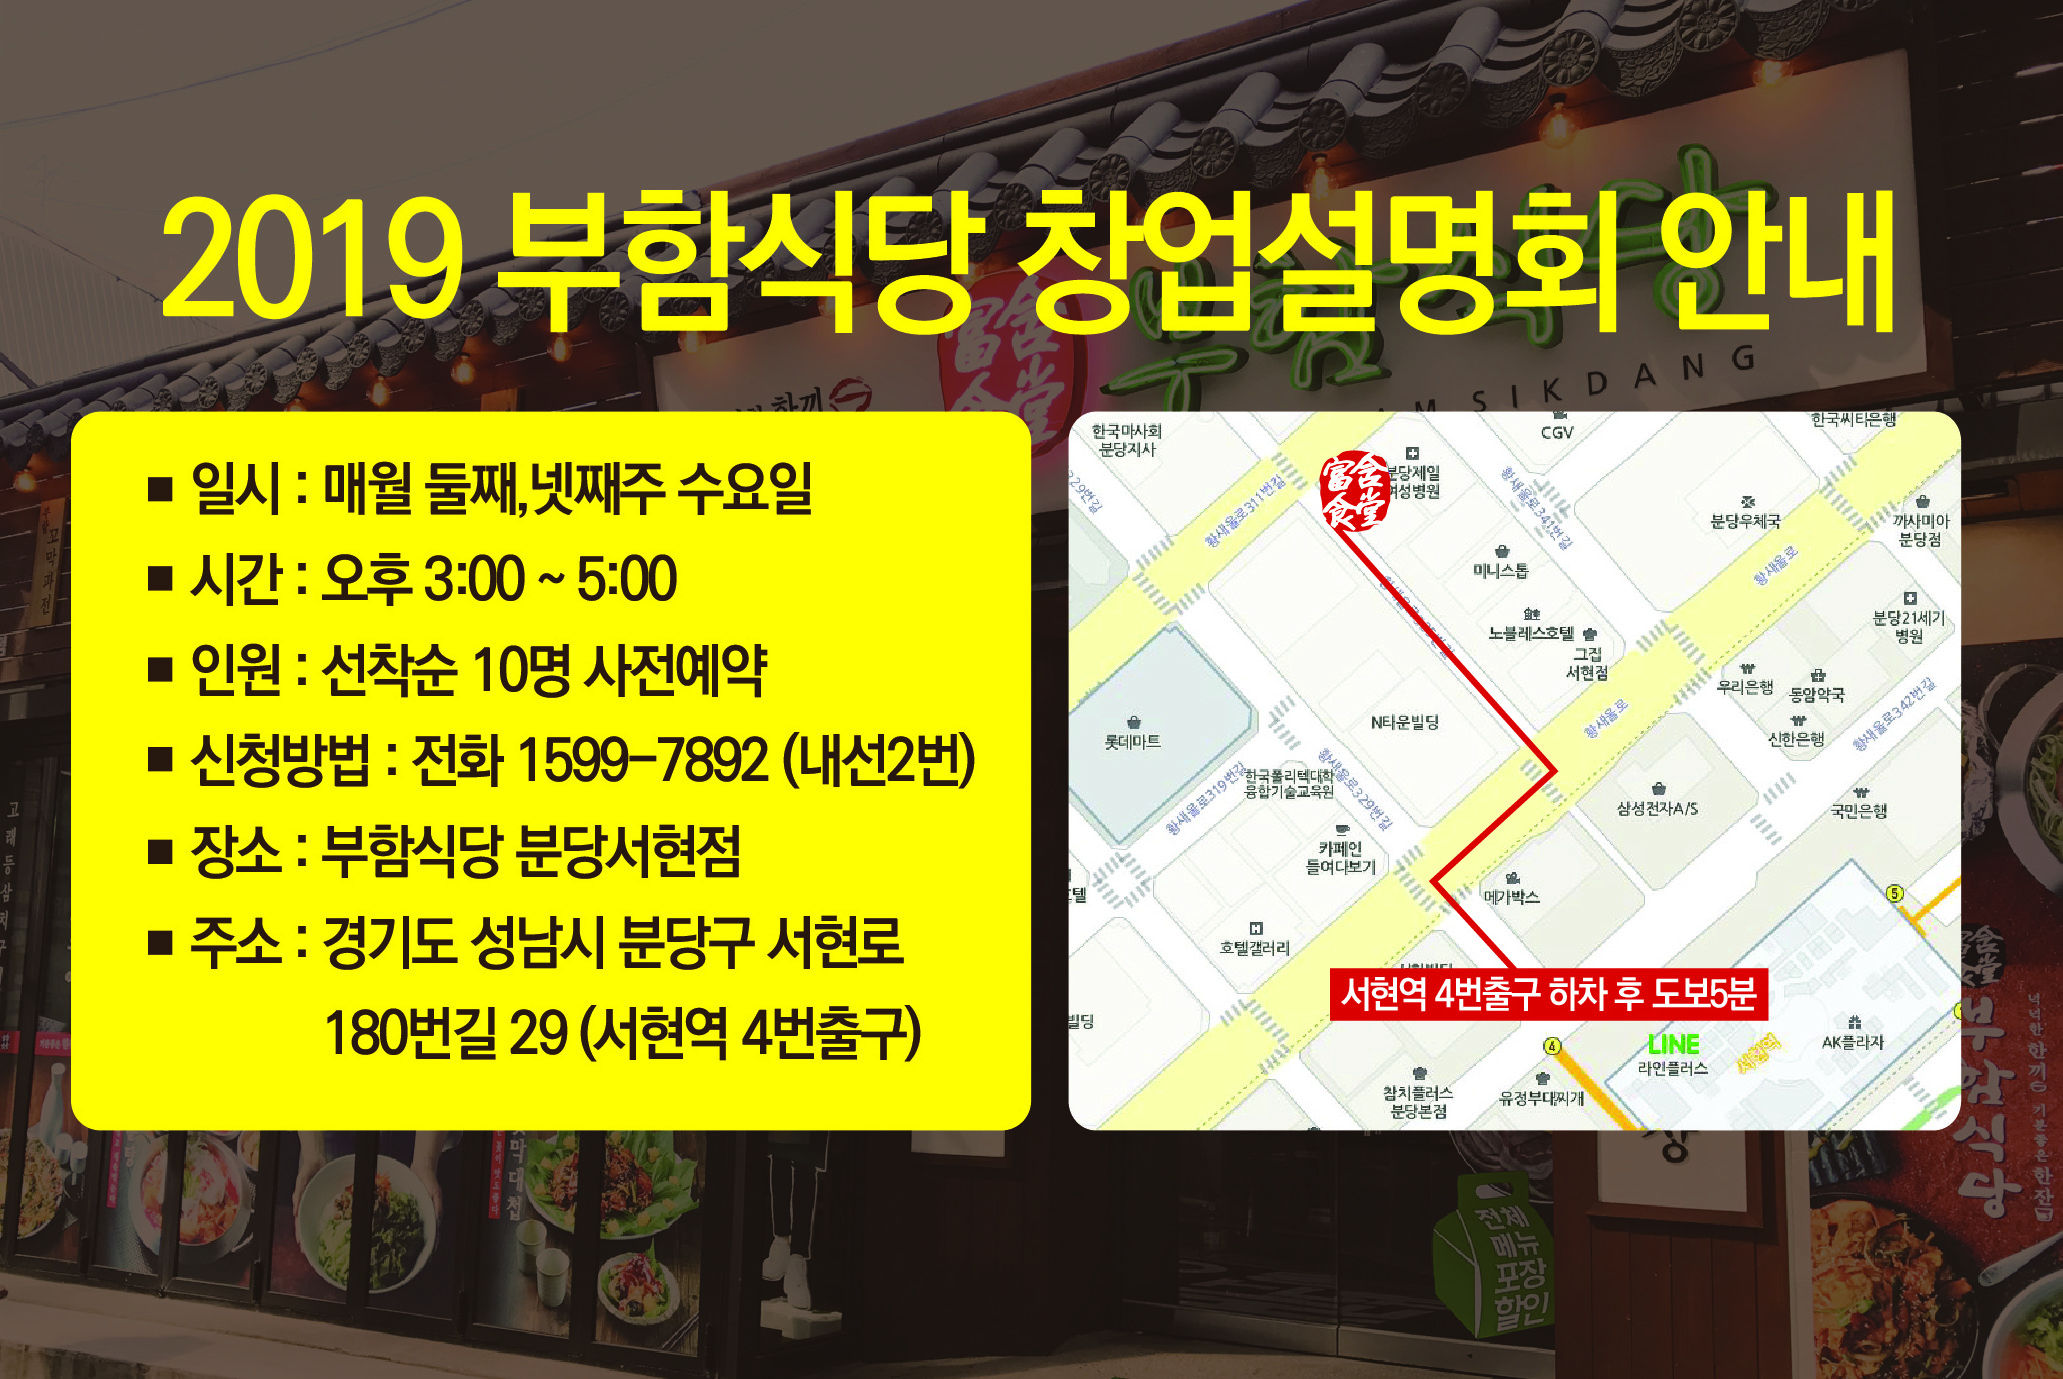 2019 부함식당 창업설명회 안내
SIKDANG
■ 일시 : 매월 둘째,넷째주 수요일
■ 시간 : 오후 3:00 ~ 5:00
■ 인원 : 선착순 10명 사전예약
■ 신청방법 : 전화 1599-7892 (내선2번)
■ 장소 : 부함식당 분당서현점
■ 주소 : 경기도 성남시 분당구 서현로
180번길 29 (서현역 4번출구)
한국마사회
분당지사
CGV
한국씨티은행
富含
食堂
분당제일
여성병원
황새울로311번길
황새울로341번길
분당우체국
까사미아
분당점
미니스톱
황새울로
노블레스호텔
그집
서현점
분당21세기
병원
우리은행
동암약국
신한은행
황새울로342번길
롯데마트
N타운빌딩
황새울로
한국폴리텍대학
융합기술교육원
황새울로319번길
황새울로329번길
삼성전자A/S
국민은행
카페인
들여다보기
메가박스
호텔갤러리
5
서현역 4번출구 하차 후 도보5분
빌딩
4
LINE
라인플러스
서현역
AK플라자
참치플러스
분당본점
유정부대찌개
부함식당
전체
메뉴
포장
할인